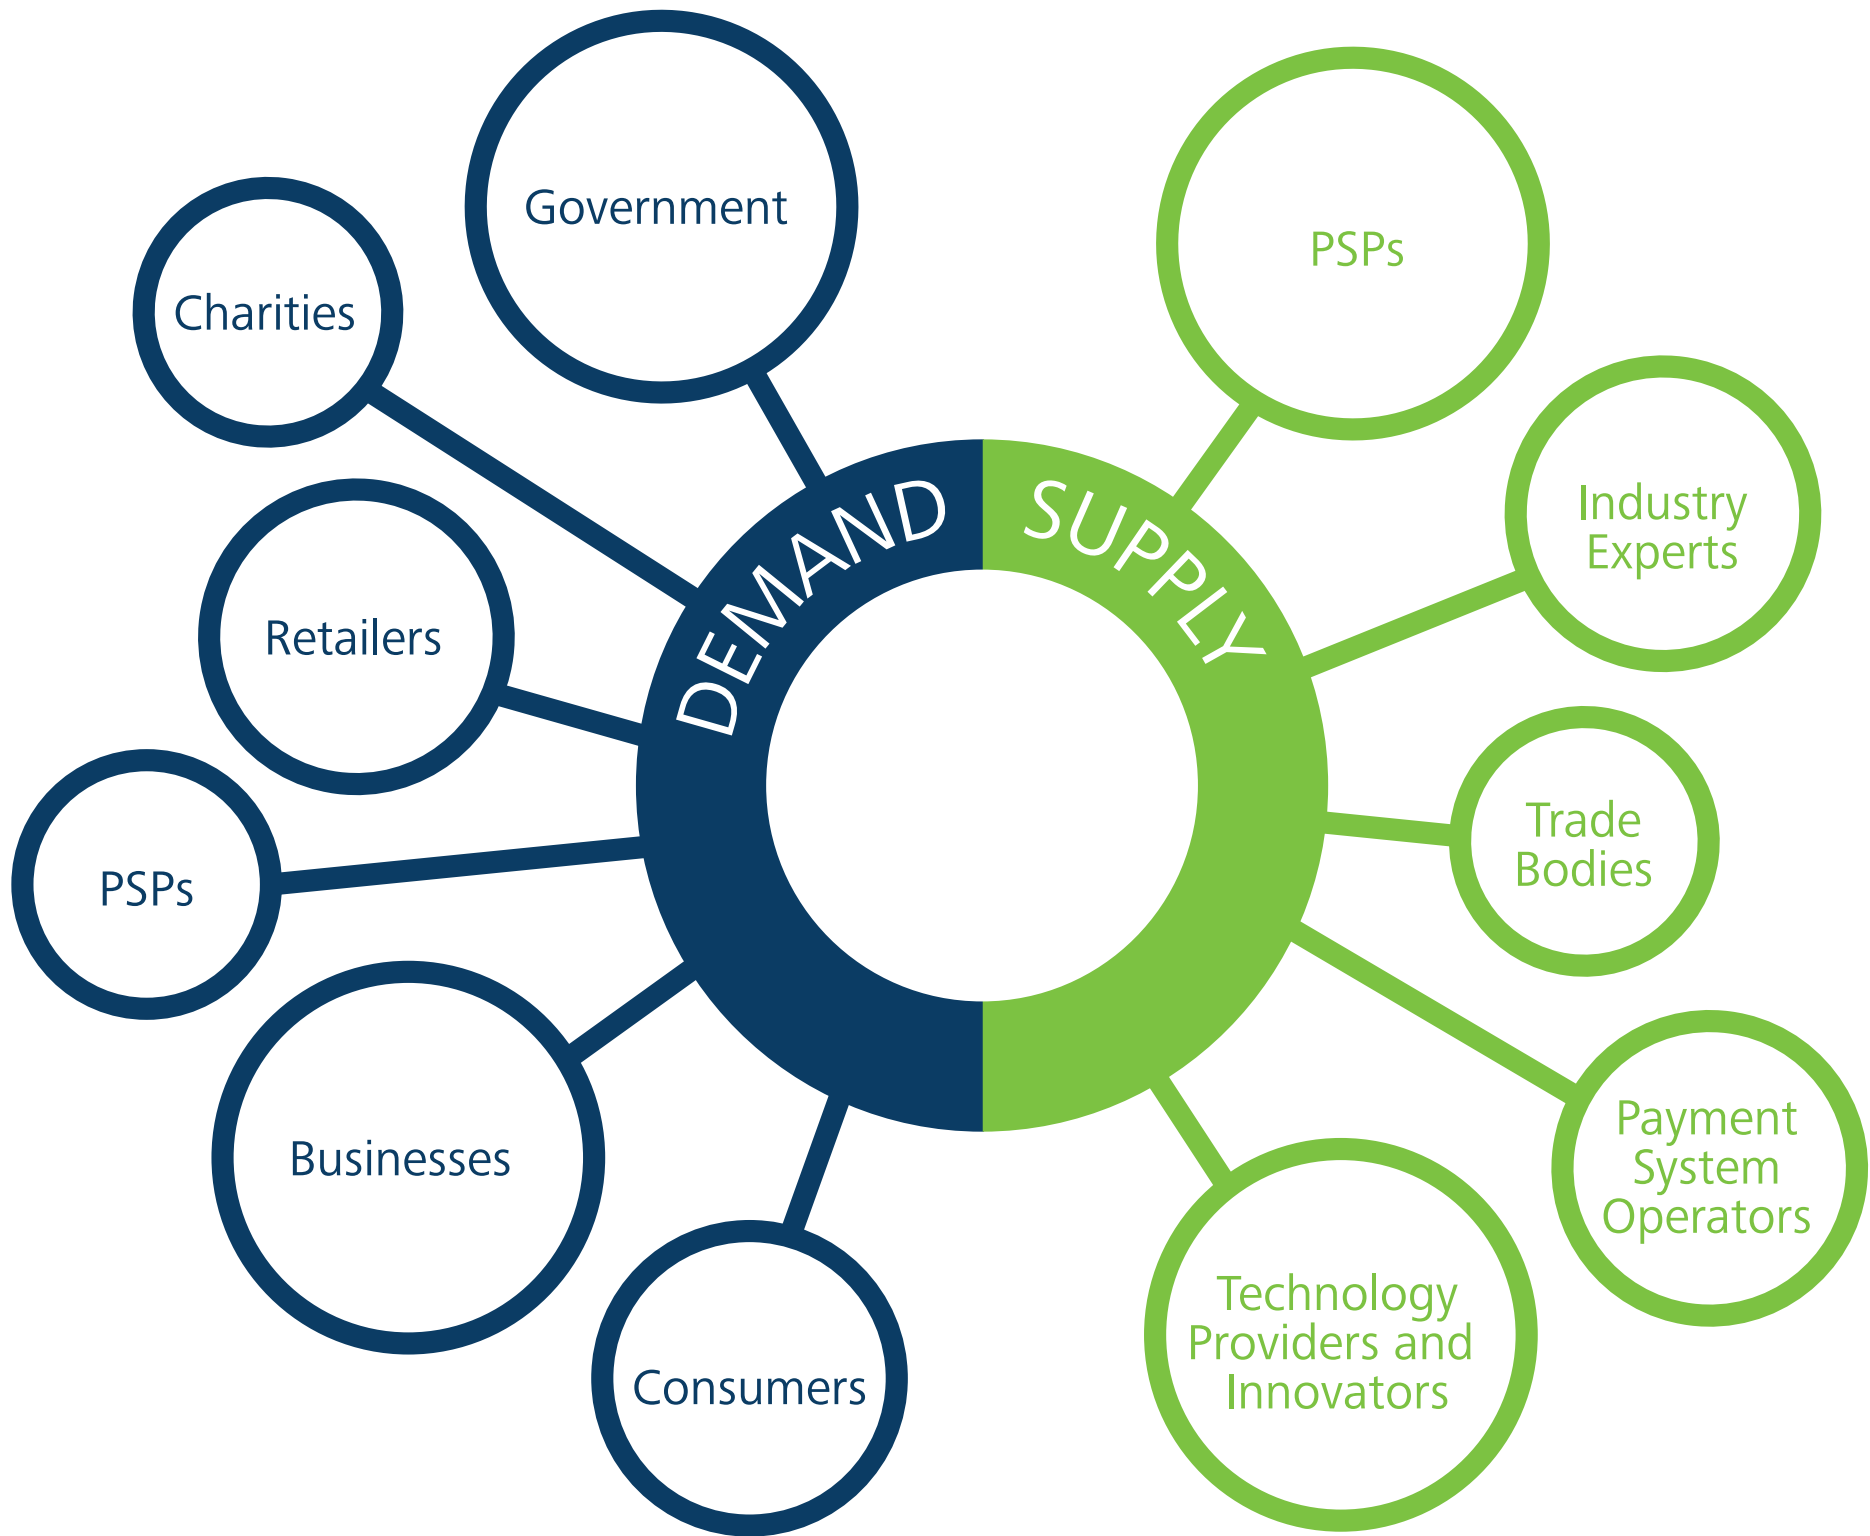 Government
Charities
Retailers
PSPs
Businesses
Consumers
DEMAND
SUPPLY
PSPs
Industry
Experts
Trade
Bodies
Payment
System
Operators
Technology
Providers and
Innovators